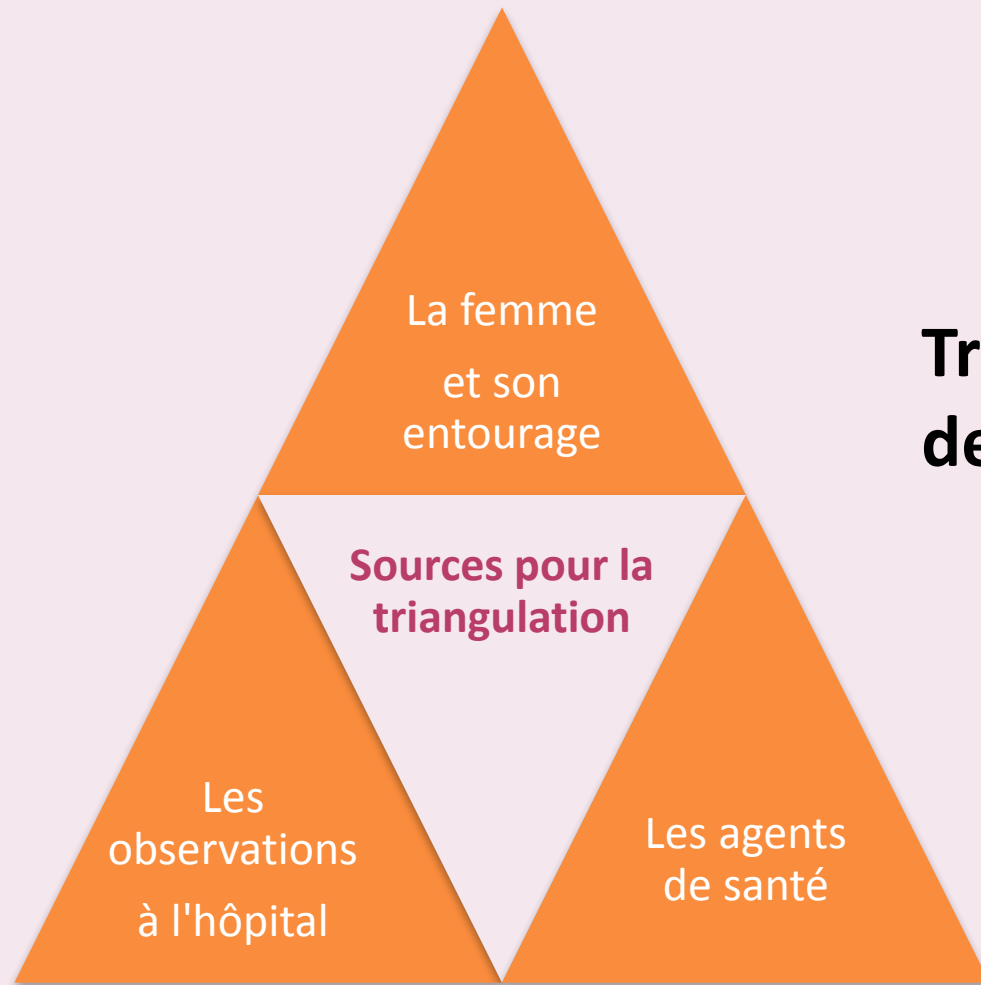 La femme
et son
entourage
Sources pour la
triangulation
Les
observations
à l'hôpital
Les agents
de santé